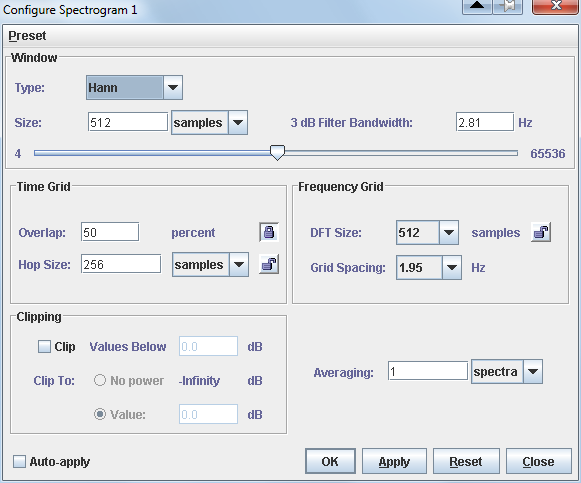 Configure Spectrogram 1
Preset
Window
Type: Hann
Size: 512 samples 3 dB Filter Bandwidth: 2.81 Hz
4 65536
Time Grid
Overlap: 50 percent
Hop Size: 256 samples
Frequency Grid
DFT Size: 512 samples
Grid Spacing: 1.95 Hz
Clipping
Clip Values Below 0.0 dB
Clip To: No power -Infinity dB
Value: 0.0 dB
Averaging: 1 spectra
Auto-apply OK Apply Reset Close